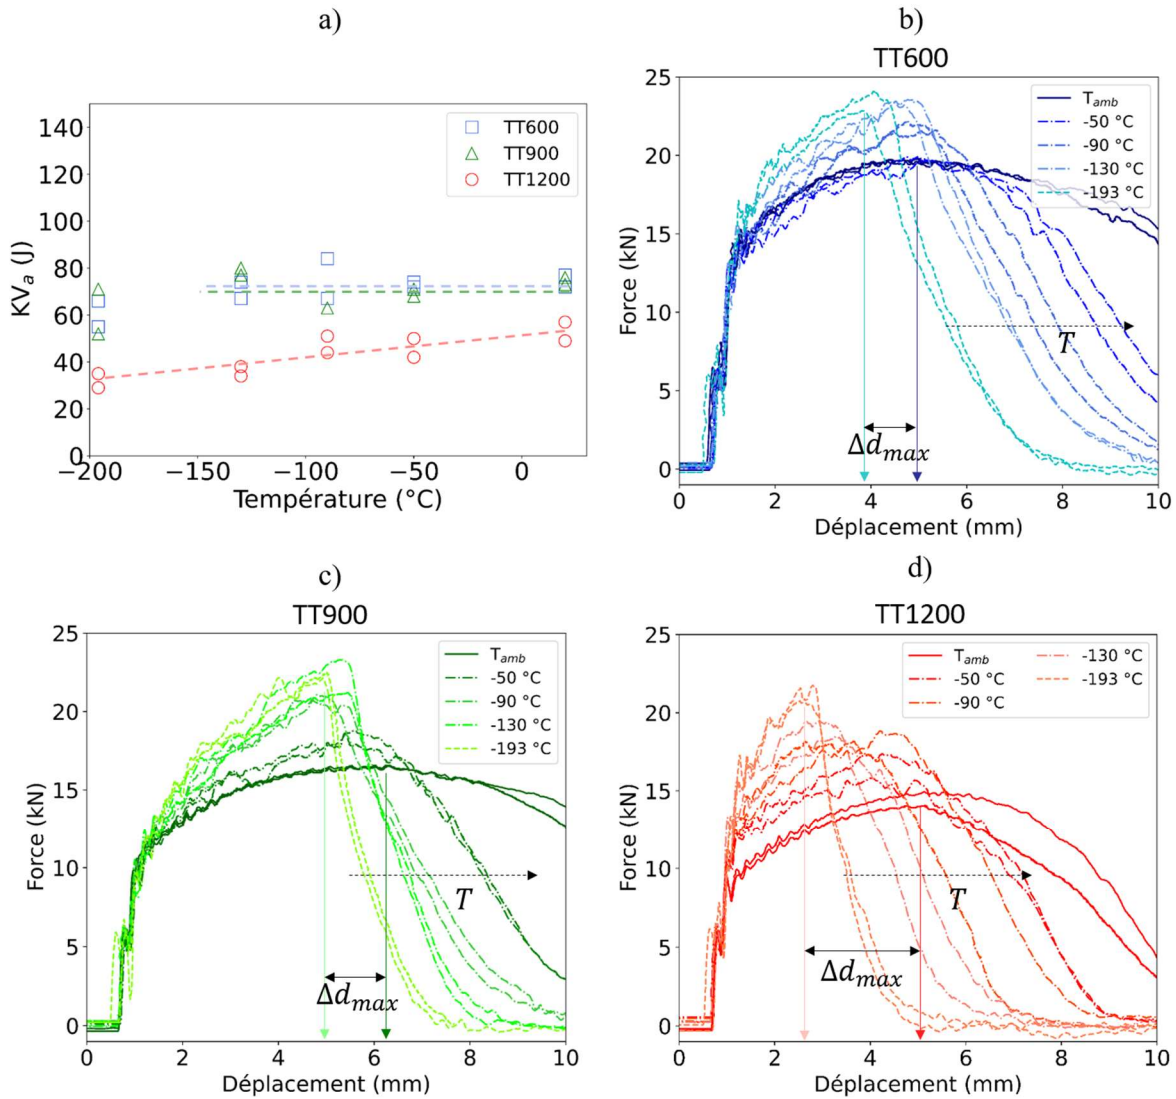 a)
140
120
100
80
60
40
20
0
KVₐ (J)
TT600
TT900
TT1200
−200 −150 −100 −50 0
Température (°C)
b)
TT600
25
20
15
10
5
0
Force (kN)
Tₐₘb
-50 °C
-90 °C
-130 °C
-193 °C
T
Δdₘₐₓ
0 2 4 6 8 10
Déplacement (mm)
c)
TT900
25
20
15
10
5
0
Force (kN)
Tₐₘb
-50 °C
-90 °C
-130 °C
-193 °C
T
Δdₘₐₓ
0 2 4 6 8 10
Déplacement (mm)
d)
TT1200
25
20
15
10
5
0
Force (kN)
Tₐₘb
-50 °C
-90 °C
-130 °C
-193 °C
T
Δdₘₐₓ
0 2 4 6 8 10
Déplacement (mm)